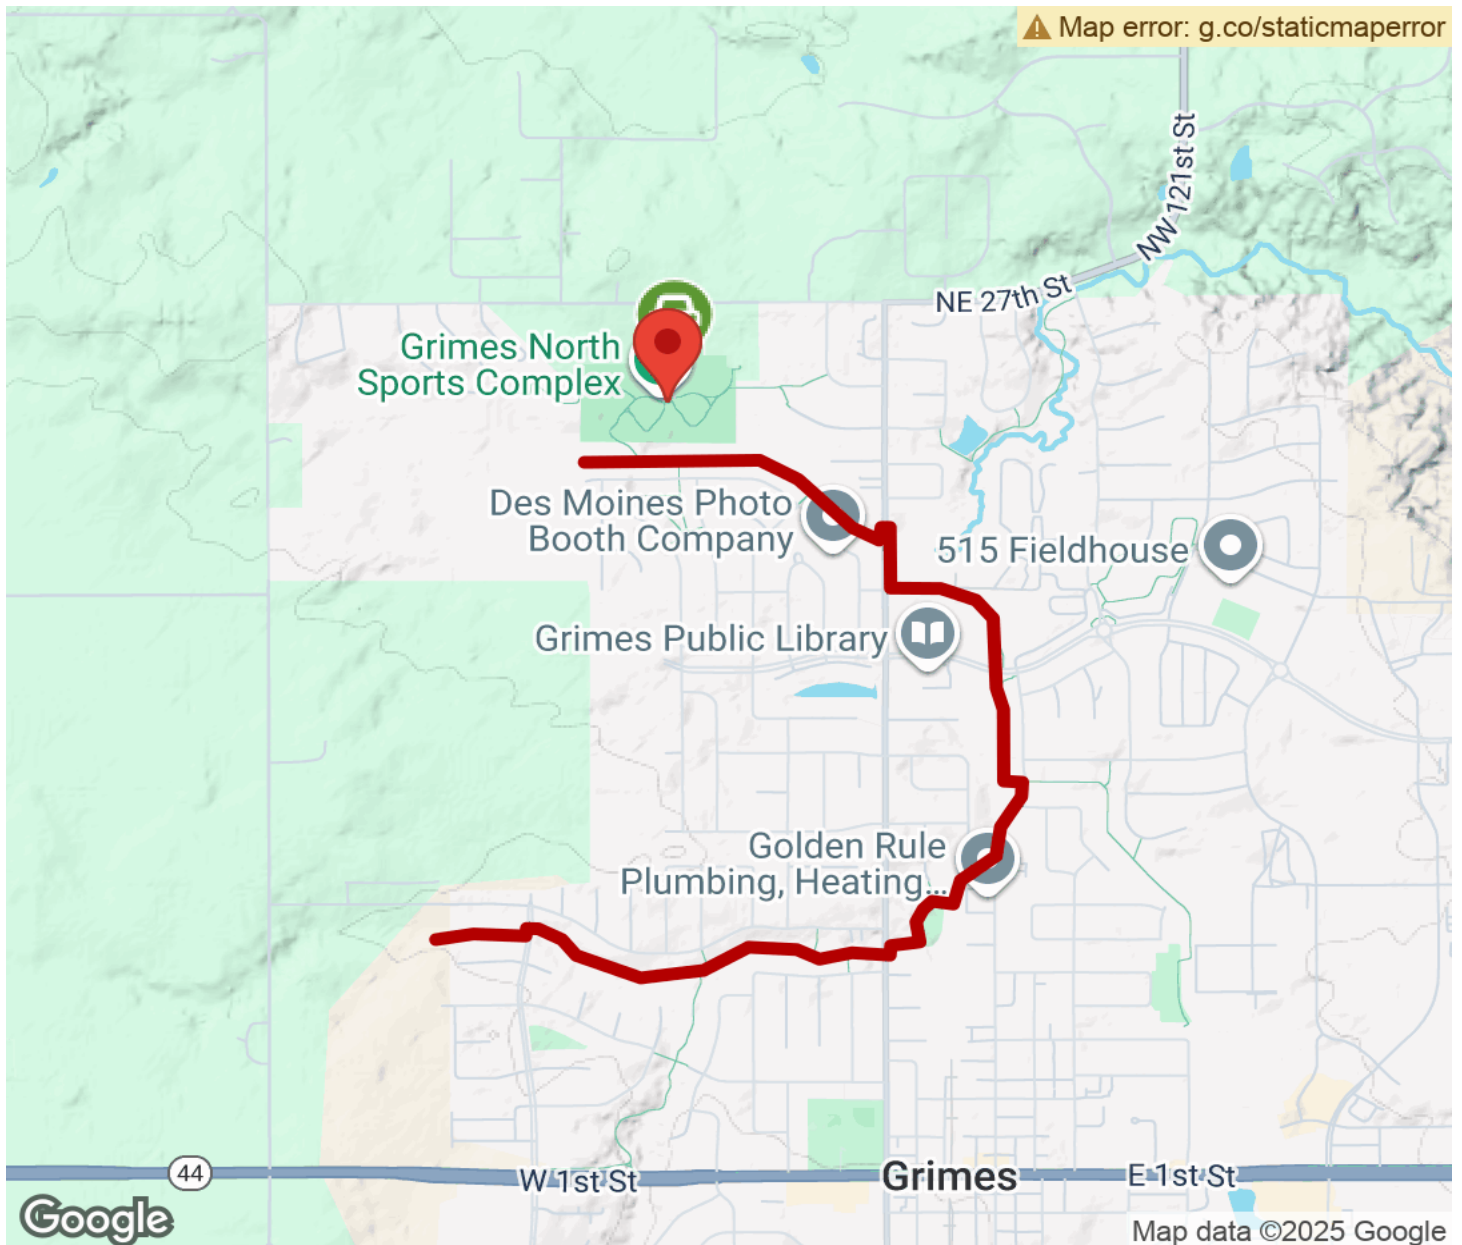 Map error: g.co/staticmaperror
NW 121st St
NE 27th St
Grimes North
Sports Complex
Des Moines Photo
Booth Company
515 Fieldhouse
Grimes Public Library
Golden Rule
Plumbing, Heating...
44
W 1st St
Grimes
E 1st St
Google
Map data ©2025 Google